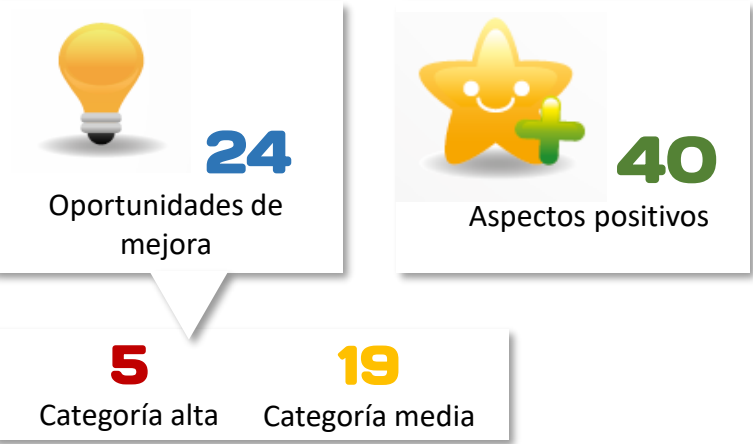 24
Oportunidades de
mejora
40
Aspectos positivos
5
Categoría alta
19
Categoría media